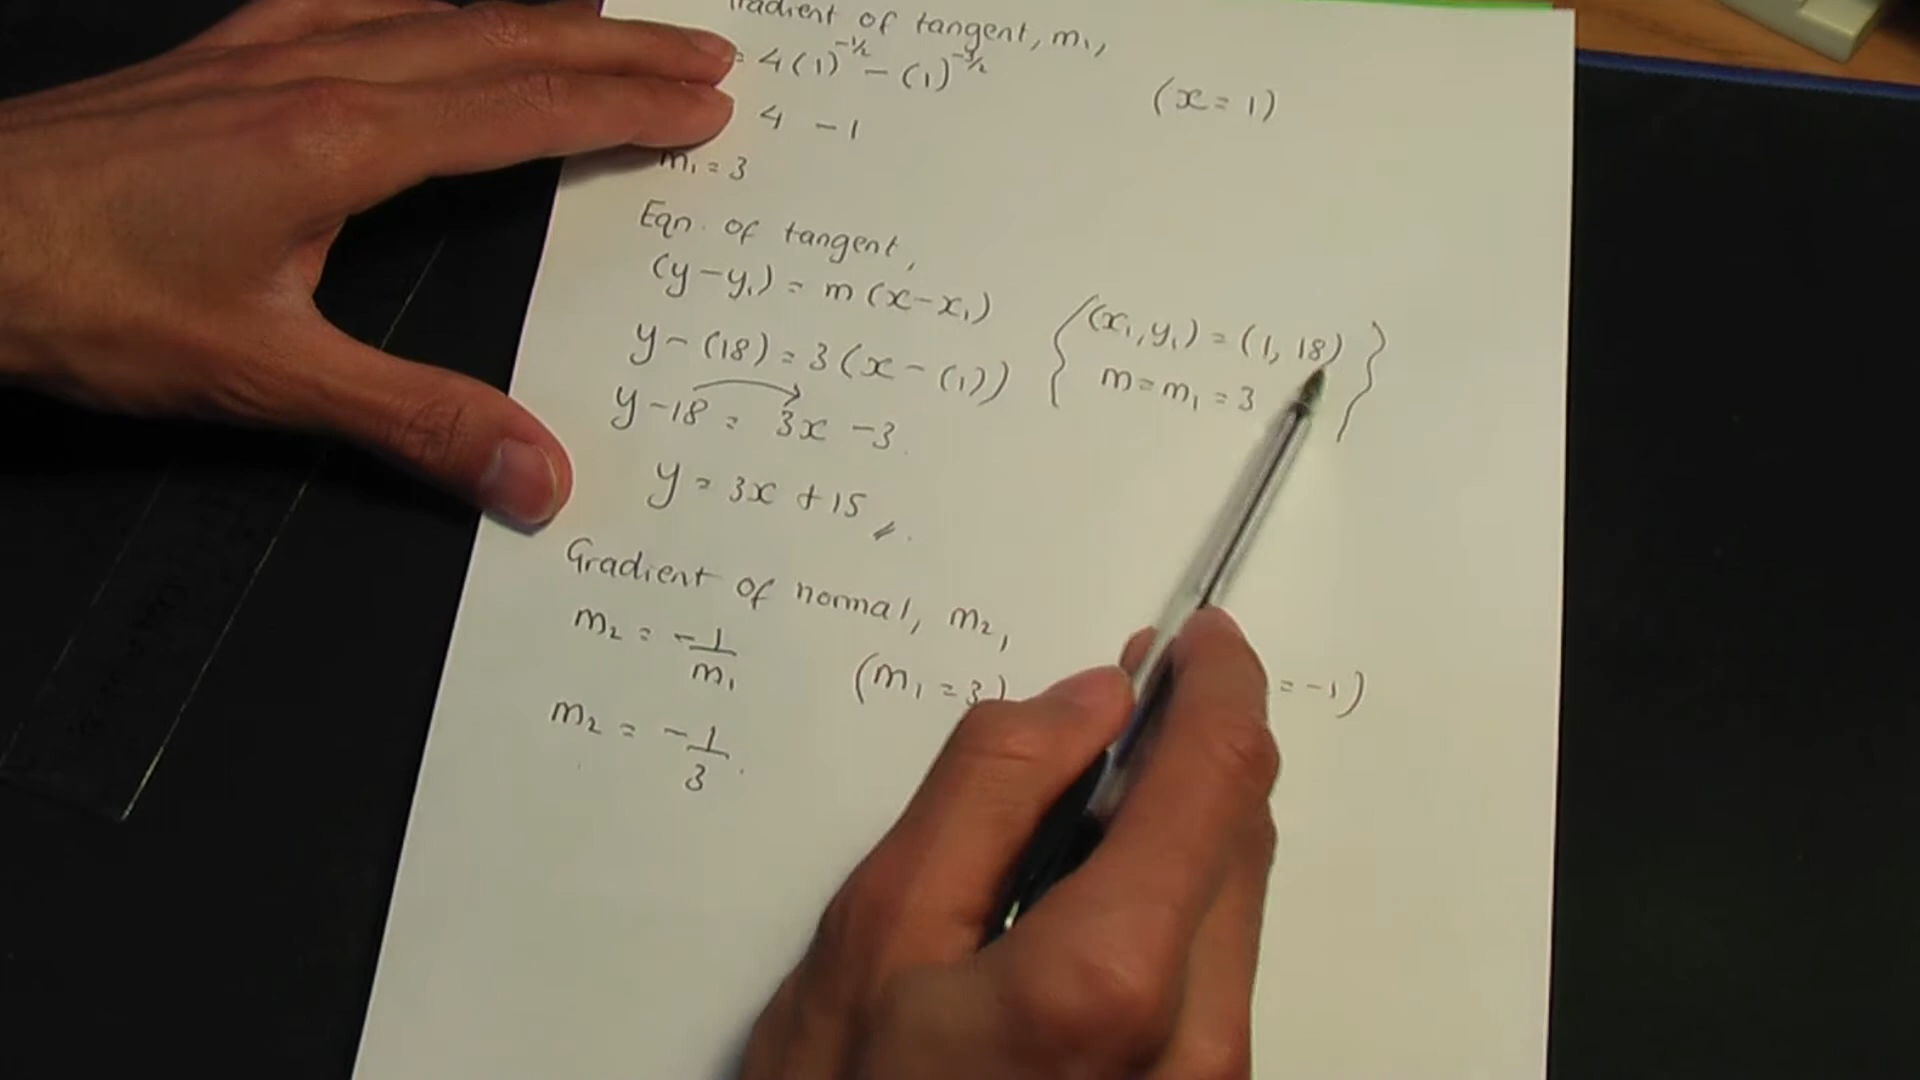 of tangent, m₁,
= 4(1)^-1/2 - (1)^-3/2
(x = 1)
4 - 1
m₁ = 3
Eqn. of tangent,
(y - y₁) = m(x - x₁)
y - (18) = 3(x - (1))
{(x₁, y₁) = (1, 18)
m = m₁ = 3}
y - 18 = 3x - 3.
y = 3x + 15 //.
Gradient of normal, m₂,
m₂ = -1/m₁
(m₁ = 3)
= -1)
m₂ = -1/3.